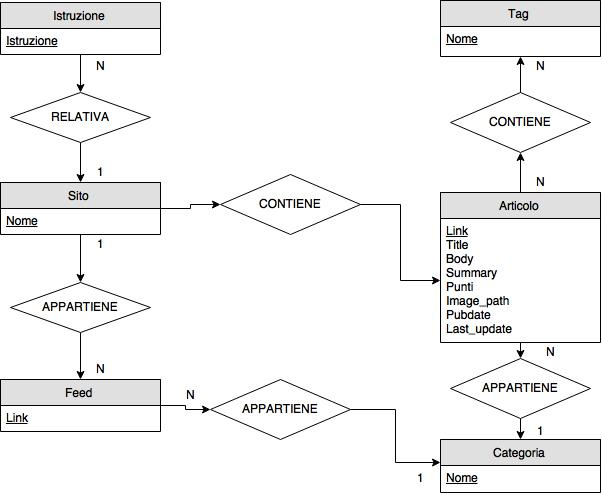 Istruzione
Istruzione
N
RELATIVA
1
Sito
Nome
1
APPARTIENE
N
Feed
Link
CONTIENE
N
APPARTIENE
1
Tag
Nome
N
CONTIENE
N
Articolo
Link
Title
Body
Summary
Punti
Image_path
Pubdate
Last_update
N
APPARTIENE
1
Categoria
Nome